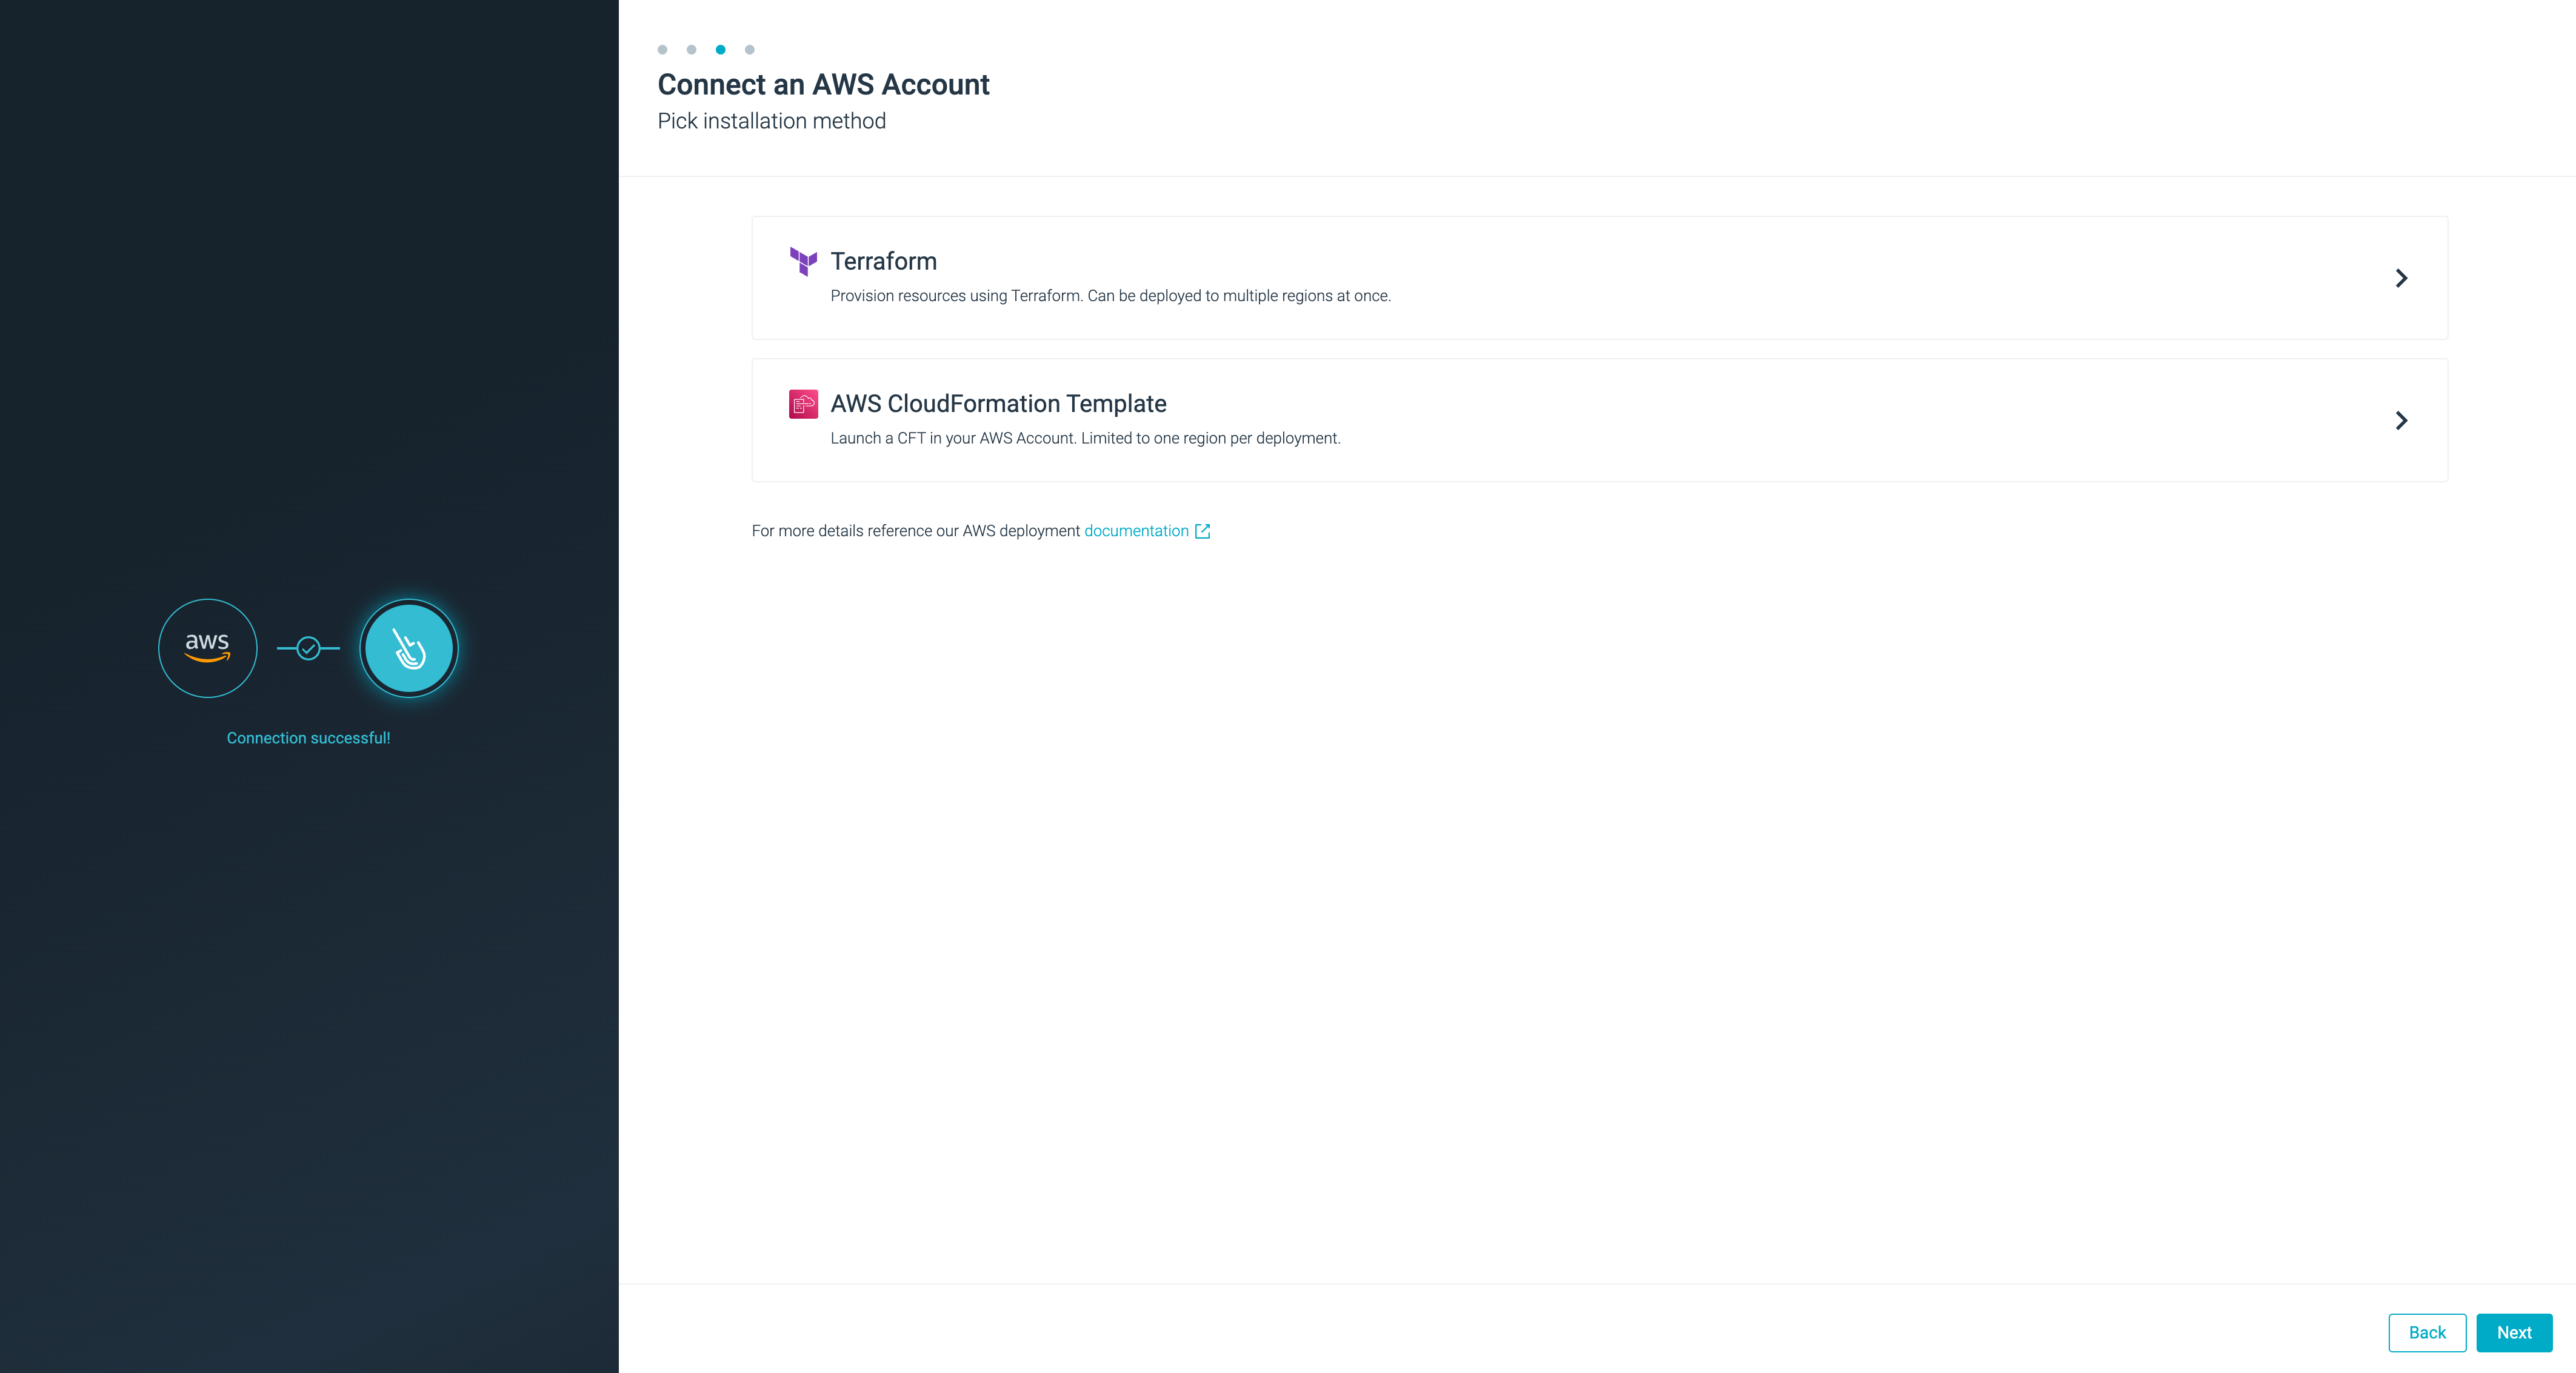 Connect an AWS Account
Pick installation method
Terraform
Provision resources using Terraform. Can be deployed to multiple regions at once.
AWS CloudFormation Template
Launch a CFT in your AWS Account. Limited to one region per deployment.
For more details reference our AWS deployment documentation
aws
Connection successful!
Back
Next